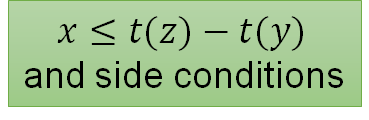 x ≤ t(z) − t(y)
and side conditions